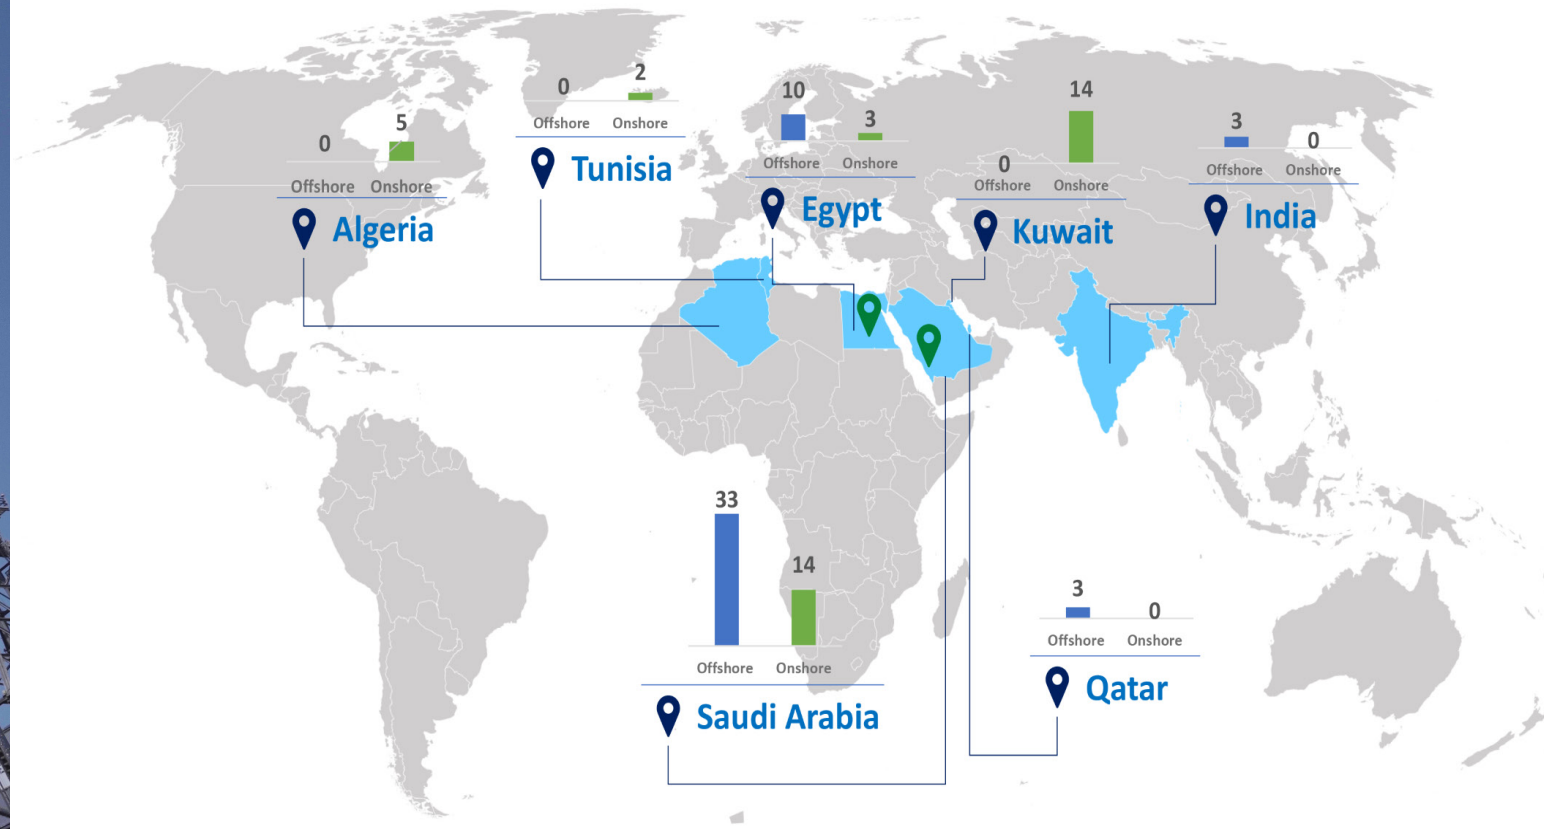 0 2
Offshore Onshore
Tunisia
0 5
Offshore Onshore
Algeria
10 3
Offshore Onshore
Egypt
0 14
Offshore Onshore
Kuwait
3 0
Offshore Onshore
India
33 14
Offshore Onshore
Saudi Arabia
3 0
Offshore Onshore
Qatar